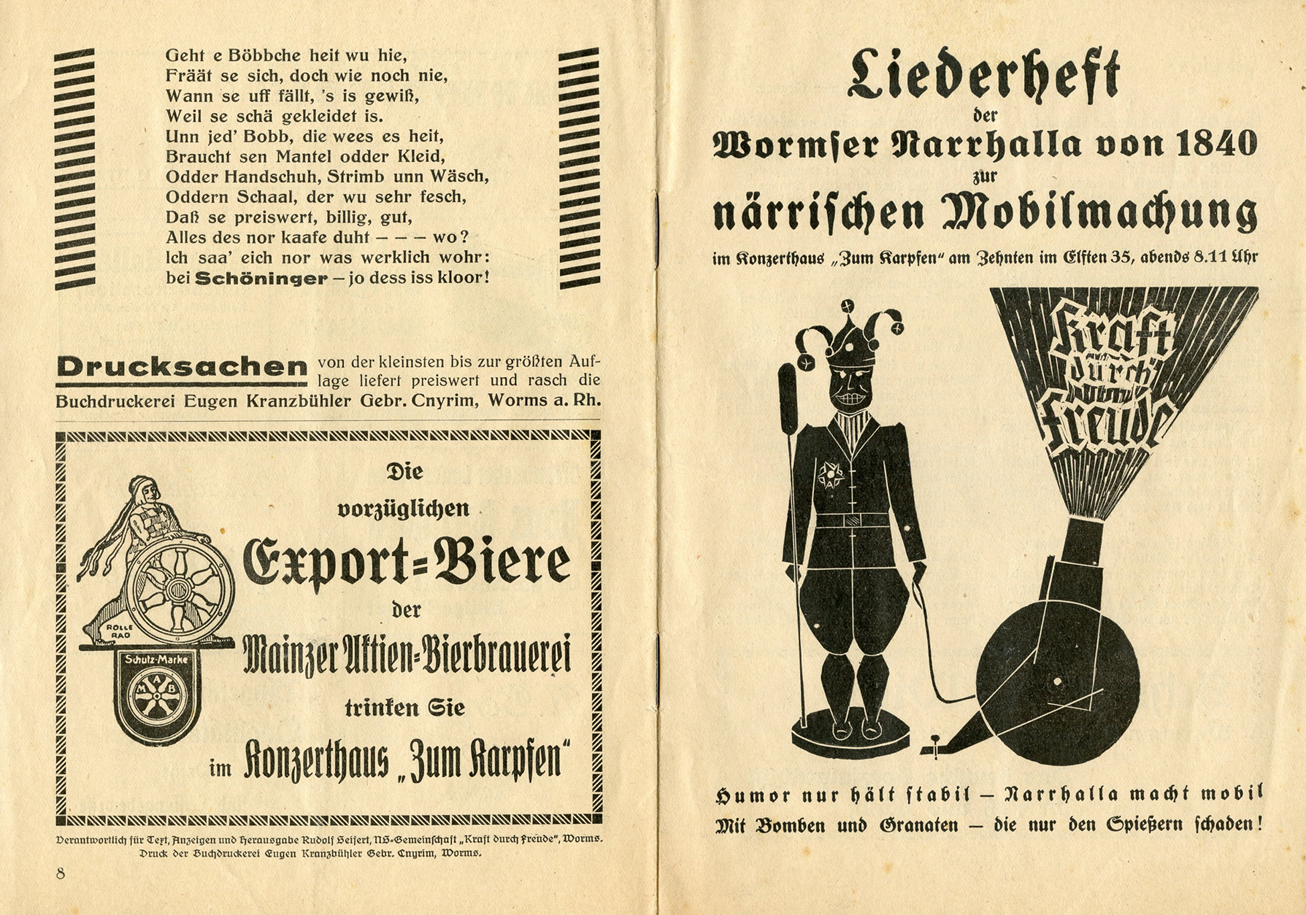 Geht e Böbbche heit wu hie,
Fräät se sich, doch wie noch nie,
Wann se uff fällt, 's is gewiß,
Weil se schä gekleidet is.
Unn jed' Bobb, die wees es heit,
Braucht sen Mantel odder Kleid,
Odder Handschuh, Strimb unn Wäsch,
Oddern Schaal, der wu sehr fesch,
Daß se preiswert, billig, gut,
Alles des nor kaafe duht — — — wo?
Ich saa' eich nor was werklich wohr:
bei Schöninger — jo dess iss kloor!
Drucksachen von der kleinsten bis zur größten Auf-
lage liefert preiswert und rasch die
Buchdruckerei Eugen Kranzbühler Gebr. Cnyrim, Worms a. Rh.
Die
vorzüglichen
Export=Biere
der
Mainzer Aktien=Bierbrauerei
trinken Sie
im Konzerthaus „Zum Karpfen“
ROLLE
RAD
Schutz-Marke
M A B
Verantwortlich für Text, Anzeigen und Herausgabe Rudolf Seifert, NS-Gemeinschaft „Kraft durch Freude“, Worms.
Druck der Buchdruckerei Eugen Kranzbühler Gebr. Cnyrim, Worms.
8
Liederheft
der
Wormser Narrhalla von 1840
zur
närrischen Mobilmachung
im Konzerthaus „Zum Karpfen“ am Zehnten im Elften 35, abends 8.11 Uhr
Kraft
durch
Freude
Humor nur hält stabil — Narrhalla macht mobil
Mit Bomben und Granaten — die nur den Spießern schaden!